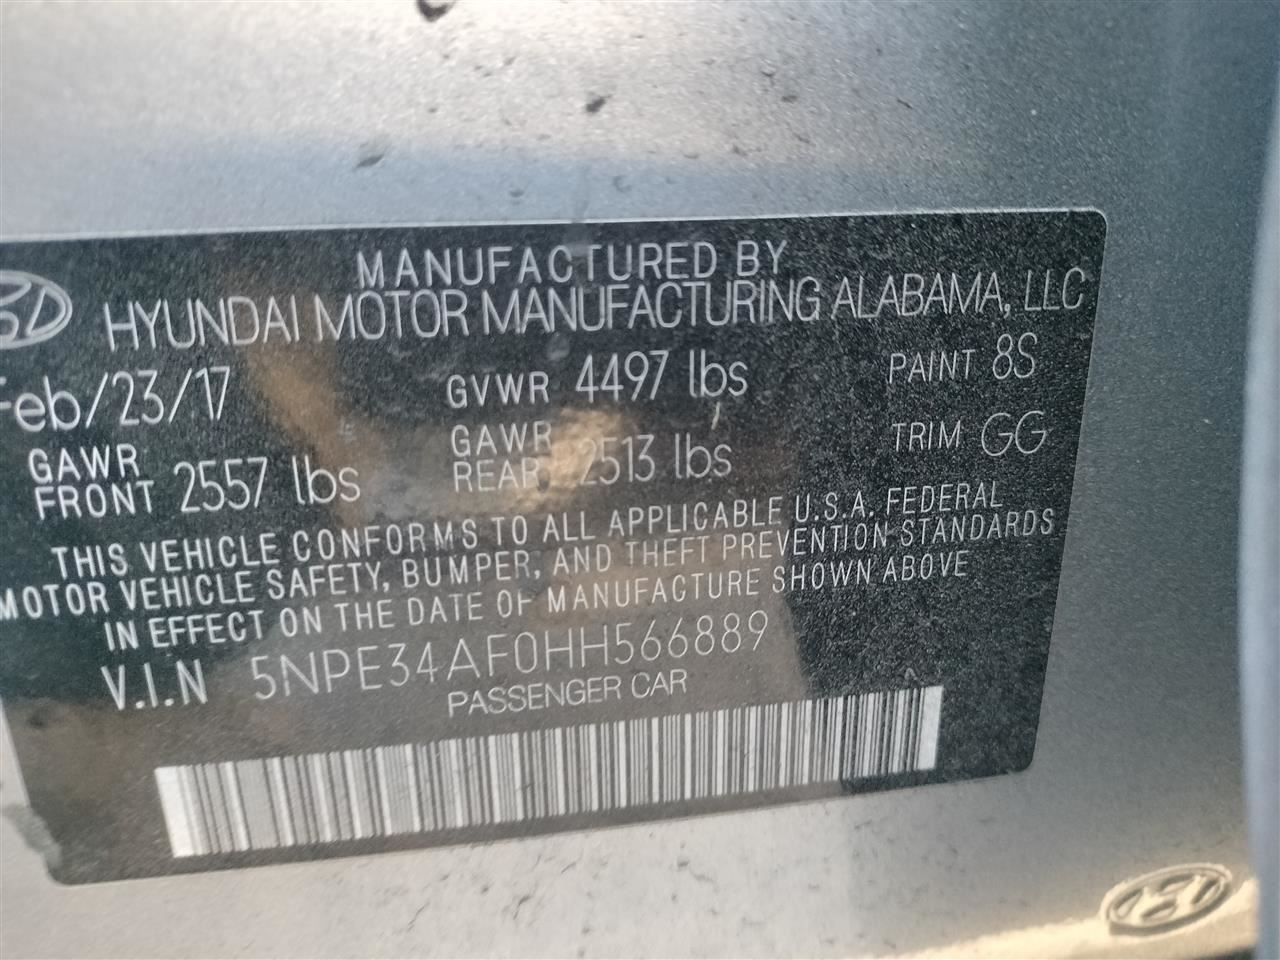 MANUFACTURED BY
HYUNDAI MOTOR MANUFACTURING ALABAMA, LLC
Feb/23/17 GVWR 4497 lbs PAINT 8S
GAWR FRONT 2557 lbs GAWR REAR 2513 lbs TRIM GG
THIS VEHICLE CONFORMS TO ALL APPLICABLE U.S.A. FEDERAL
MOTOR VEHICLE SAFETY, BUMPER, AND THEFT PREVENTION STANDARDS
IN EFFECT ON THE DATE OF MANUFACTURE SHOWN ABOVE
V.I.N 5NPE34AF0HH566889
PASSENGER CAR